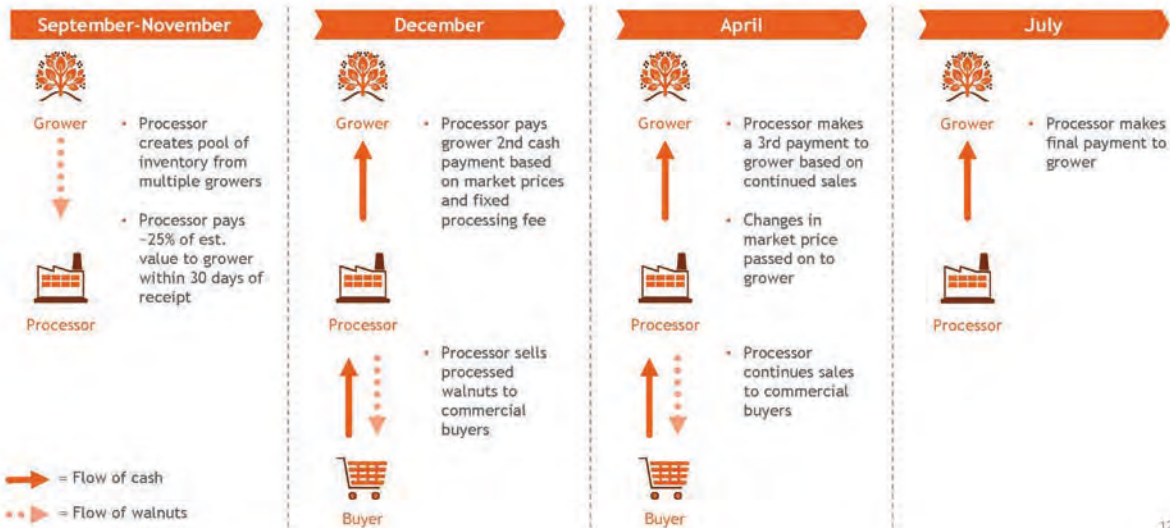 September-November
Grower
• Processor
creates pool of
inventory from
multiple growers
• Processor pays
~25% of est.
value to grower
within 30 days of
receipt
Processor
December
Grower
• Processor pays
grower 2nd cash
payment based
on market prices
and fixed
processing fee
Processor
• Processor sells
processed
walnuts to
commercial
buyers
Buyer
April
Grower
• Processor makes
a 3rd payment to
grower based on
continued sales
• Changes in
market price
passed on to
grower
Processor
• Processor
continues sales
to commercial
buyers
Buyer
July
Grower
• Processor makes
final payment to
grower
Processor
= Flow of cash
= Flow of walnuts